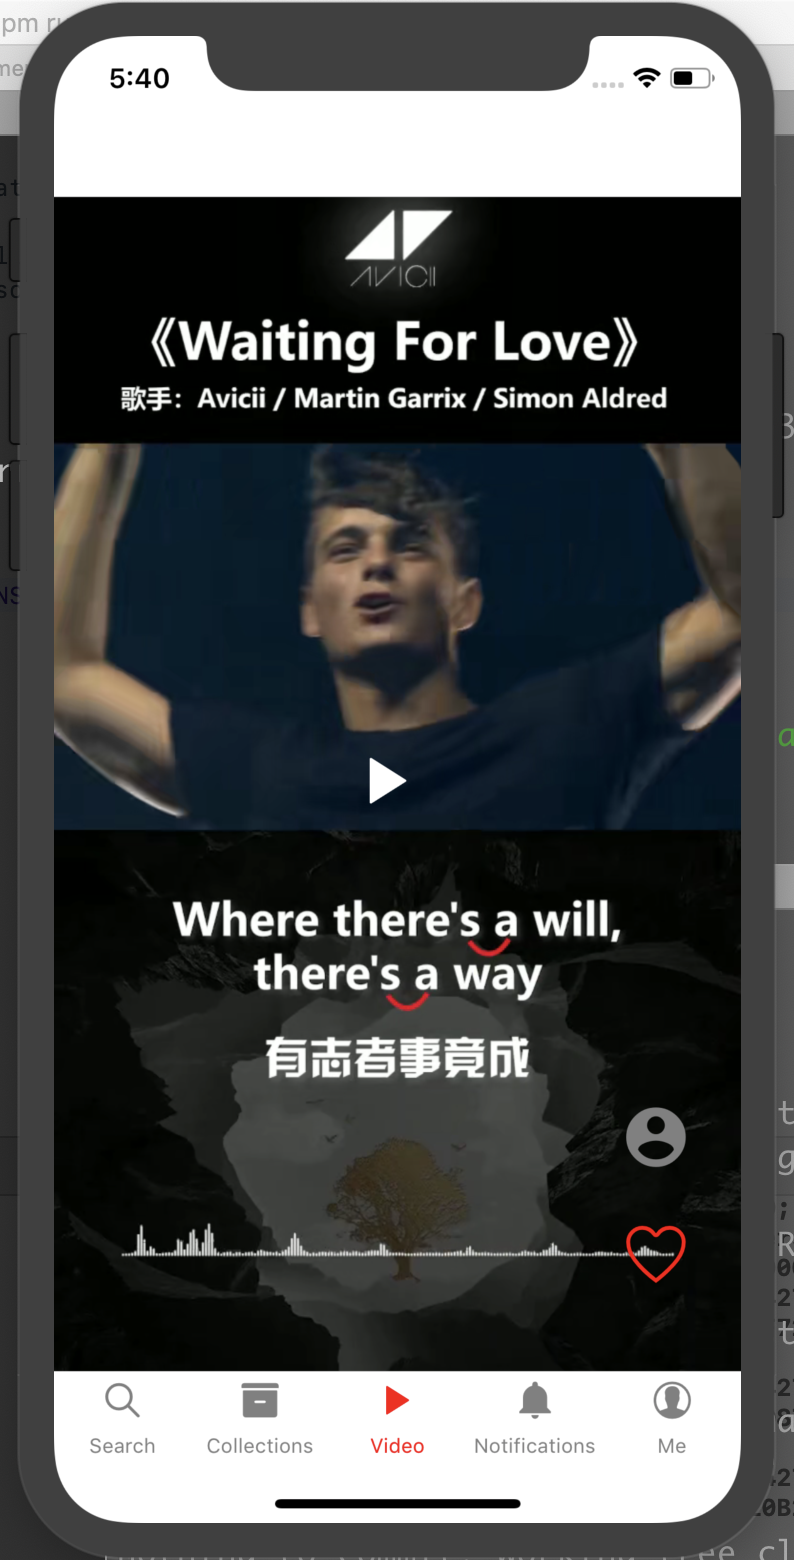 5:40
AVICII
《Waiting For Love》
歌手：Avicii / Martin Garrix / Simon Aldred
Where there's a will,
there's a way
有志者事竟成
Search
Collections
Video
Notifications
Me